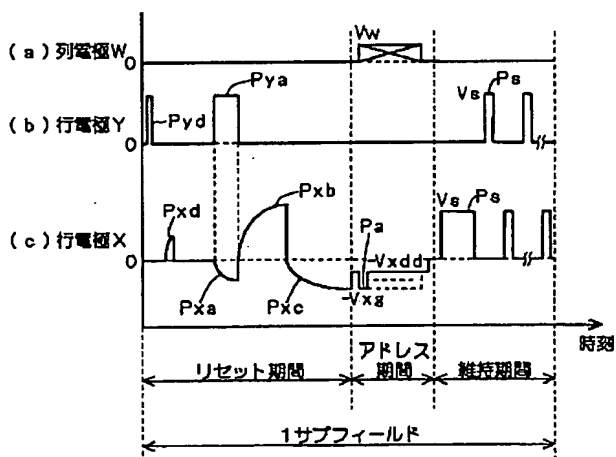 (a)列電極W
Vw
0
Pya
(b)行電極Y
Pyd
Vs
Ps
0
Pxb
Pxd
Vs
Ps
(c)行電極X
Pa
-Vxdd
0
-Vxg
Pxa
Pxc
時刻
リセット期間
アドレス
期間
維持期間
1サブフィールド